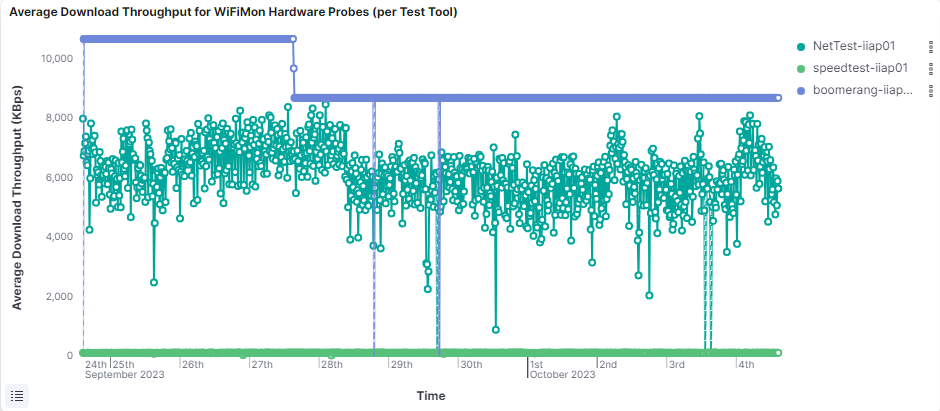 Average Download Throughput for WiFiMon Hardware Probes (per Test Tool)
Average Download Throughput (KBps)
10,000
8,000
6,000
4,000
2,000
0
24th 25th 26th 27th 28th 29th 30th 1st 2nd 3rd 4th
September 2023 October 2023
Time
NetTest-iiap01
speedtest-iiap01
boomerang-iiap...